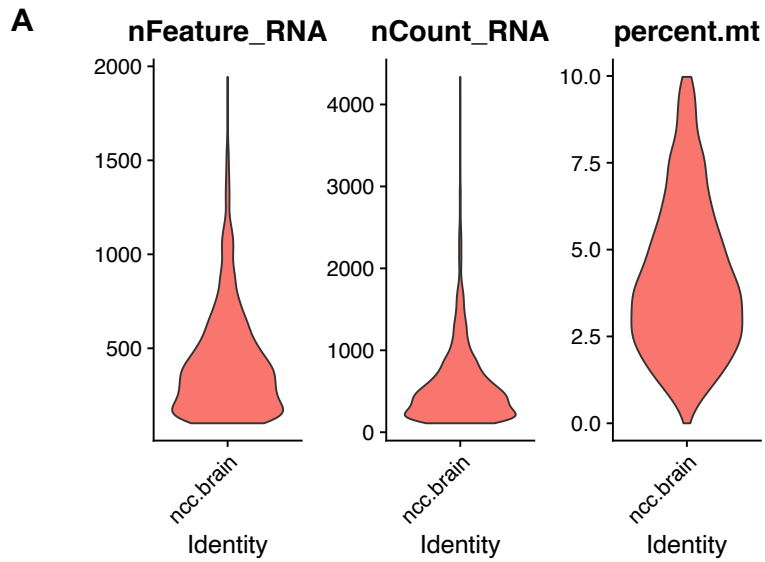 A
nFeature_RNA
2000
1500
1000
500
ncc.brain
Identity
nCount_RNA
4000
3000
2000
1000
0
ncc.brain
Identity
percent.mt
10.0
7.5
5.0
2.5
0.0
ncc.brain
Identity